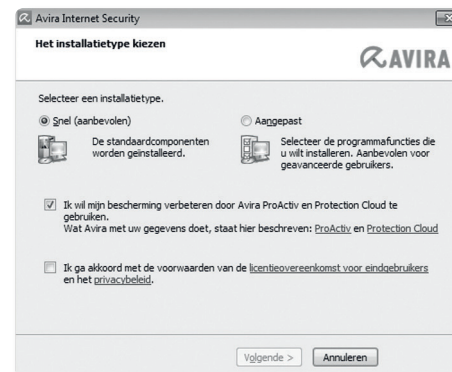 Avira Internet Security
Het installatietype kiezen
AVIRA
Selecteer een installatietype.
Snel (aanbevolen)
De standaardcomponenten
worden geïnstalleerd.
Aangepast
Selecteer de programmafuncties die
u wilt installeren. Aanbevolen voor
geavanceerde gebruikers.
Ik wil mijn bescherming verbeteren door Avira ProActiv en Protection Cloud te
gebruiken.
Wat Avira met uw gegevens doet, staat hier beschreven: ProActiv en Protection Cloud
Ik ga akkoord met de voorwaarden van de licentieovereenkomst voor eindgebruikers
en het privacybeleid.
Volgende >
Annuleren